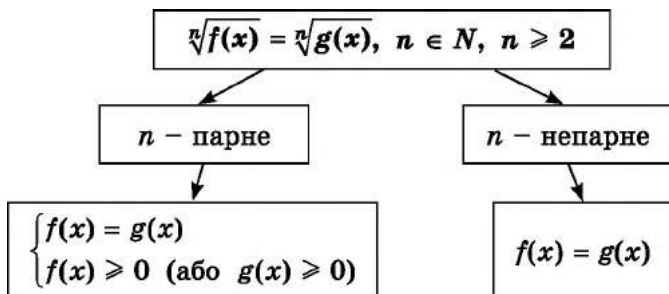 ⁿ√f(x) = ⁿ√g(x), n ∈ N, n ⩾ 2
n − парне
n − непарне
{f(x) = g(x)
f(x) ⩾ 0 (або g(x) ⩾ 0)
f(x) = g(x)